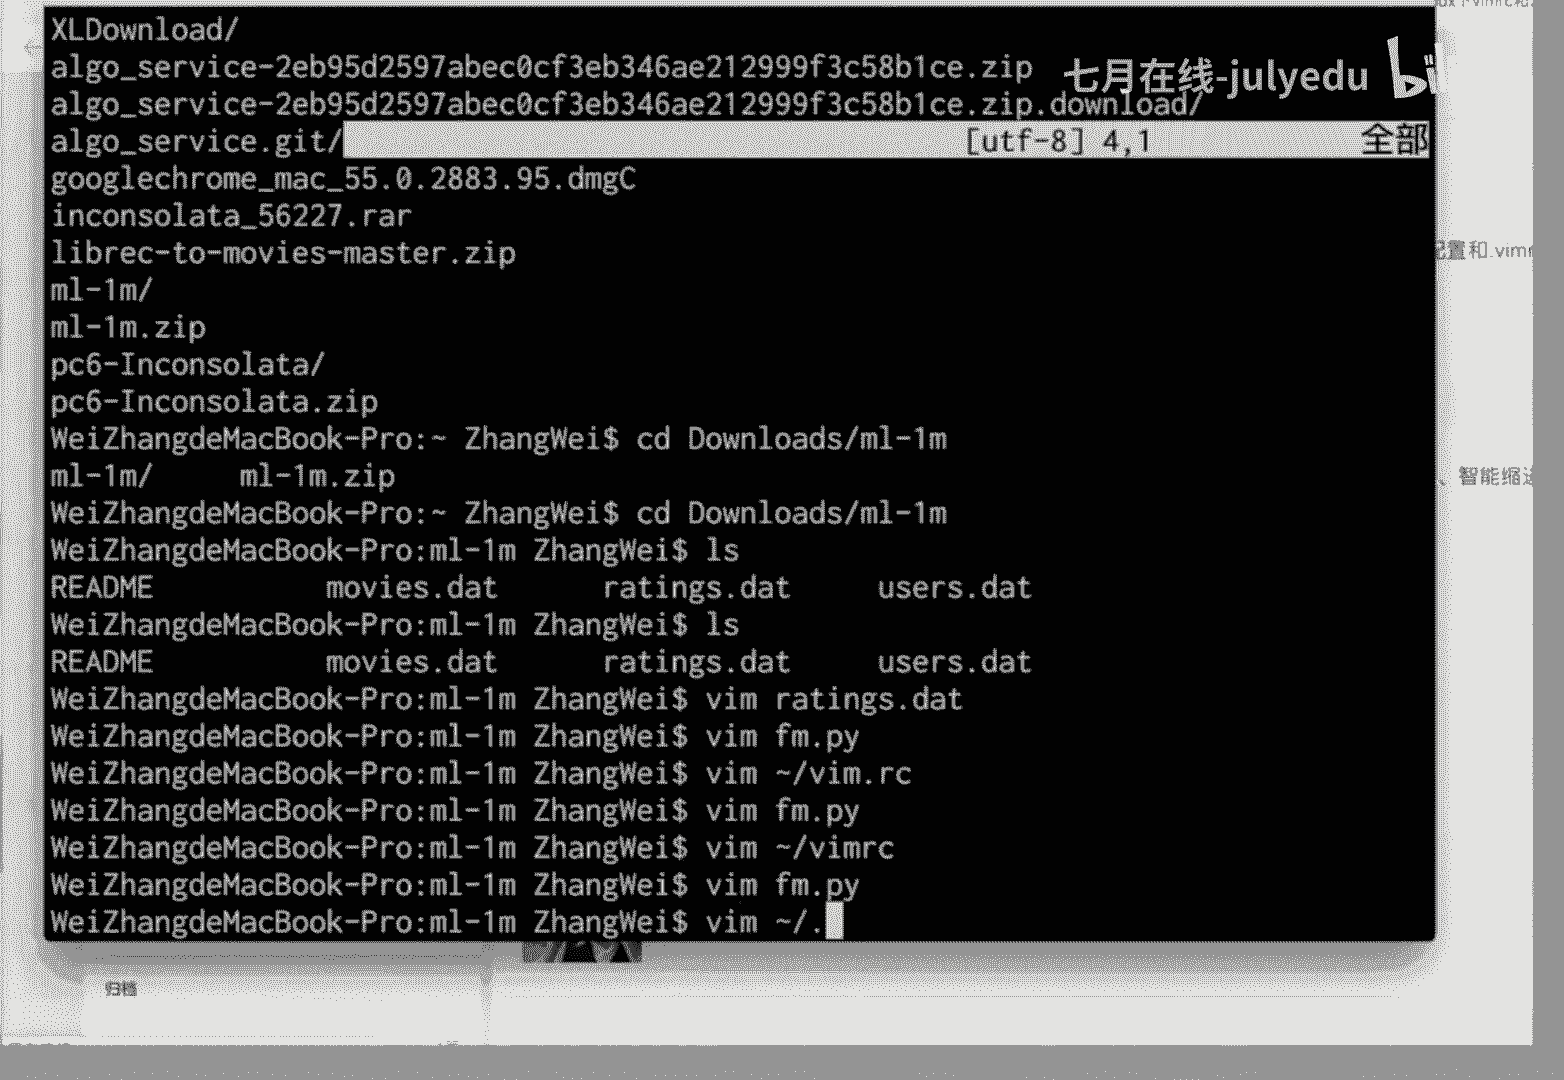 XLDownload/
algo_service-2eb95d2597abec0cf3eb346ae212999f3c58b1ce.zip
七月在线-julyedu
algo_service-2eb95d2597abec0cf3eb346ae212999f3c58b1ce.zip.download/
algo_service.git/ [utf-8] 4,1 全部
googlechrome_mac_55.0.2883.95.dmgC
inconsolata_56227.rar
librec-to-movies-master.zip
配置和.vim
ml-1m/
ml-1m.zip
pc6-Inconsolata/
pc6-Inconsolata.zip
WeiZhangdeMacBook-Pro:~ ZhangWei$ cd Downloads/ml-1m
ml-1m/ ml-1m.zip
、智能缩进
WeiZhangdeMacBook-Pro:~ ZhangWei$ cd Downloads/ml-1m
WeiZhangdeMacBook-Pro:ml-1m ZhangWei$ ls
README movies.dat ratings.dat users.dat
WeiZhangdeMacBook-Pro:ml-1m ZhangWei$ ls
README movies.dat ratings.dat users.dat
WeiZhangdeMacBook-Pro:ml-1m ZhangWei$ vim ratings.dat
WeiZhangdeMacBook-Pro:ml-1m ZhangWei$ vim fm.py
WeiZhangdeMacBook-Pro:ml-1m ZhangWei$ vim ~/vim.rc
WeiZhangdeMacBook-Pro:ml-1m ZhangWei$ vim fm.py
WeiZhangdeMacBook-Pro:ml-1m ZhangWei$ vim ~/vimrc
WeiZhangdeMacBook-Pro:ml-1m ZhangWei$ vim fm.py
WeiZhangdeMacBook-Pro:ml-1m ZhangWei$ vim ~/.
归档